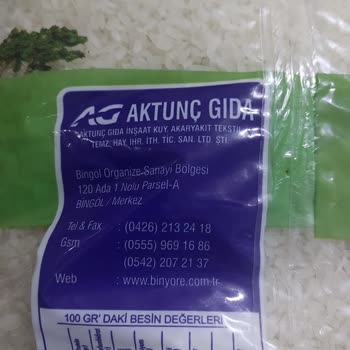 AG AKTUNÇ GIDA
AKTUNÇ GIDA İNŞAAT KUY. AKARYAKIT TEKSTİL
TEMZ. HAY. İHR. İTH. TİC. SAN. LTD. STİ.
Bingöl Organize Sanayi Bölgesi
120 Ada 1 Nolu Parsel-A
BİNGÖL / Merkez
Tel & Fax : (0426) 213 24 18
Gsm : (0555) 969 16 86
(0542) 207 21 37
Web : www.binyore.com.tr
100 GR' DAKİ BESİN DEĞERLERİ